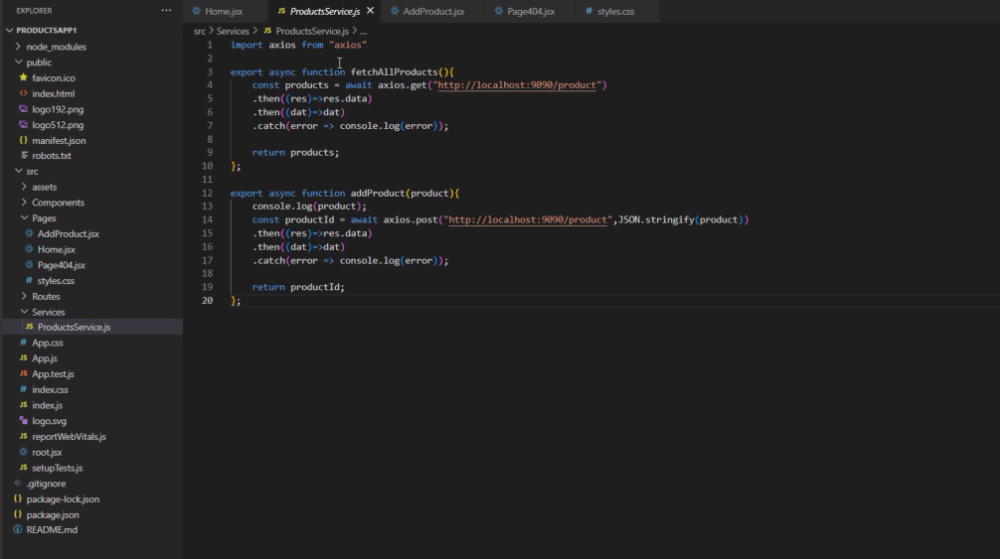 EXPLORER
Home.jsx
ProductsService.js
AddProduct.jsx
Page404.jsx
styles.css
PRODUCTSAPP1
node_modules
public
favicon.ico
index.html
logo192.png
logo512.png
manifest.json
robots.txt
src
assets
Components
Pages
AddProduct.jsx
Home.jsx
Page404.jsx
styles.css
Routes
Services
ProductsService.js
App.css
App.js
App.test.js
index.css
index.js
logo.svg
reportWebVitals.js
root.jsx
setupTests.js
.gitignore
package-lock.json
package.json
README.md
src > Services > JS ProductsService.js > ...
1 import axios from "axios"
2
3 export async function fetchAllProducts(){
4 const products = await axios.get("http://localhost:9090/product")
5 .then((res)=>res.data)
6 .then((dat)=>dat)
7 .catch(error => console.log(error));
8
9 return products;
10 };
11
12 export async function addProduct(product){
13 console.log(product);
14 const productId = await axios.post("http://localhost:9090/product",JSON.stringify(product))
15 .then((res)=>res.data)
16 .then((dat)=>dat)
17 .catch(error => console.log(error));
18
19 return productId;
20 };